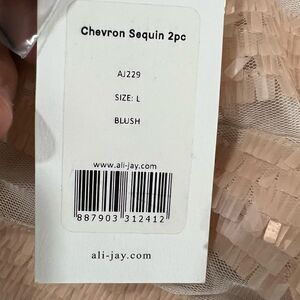 Chevron Sequin 2pc
AJ229
SIZE: L
BLUSH
www.ali-jay.com
887903 312412
ali-jay.com